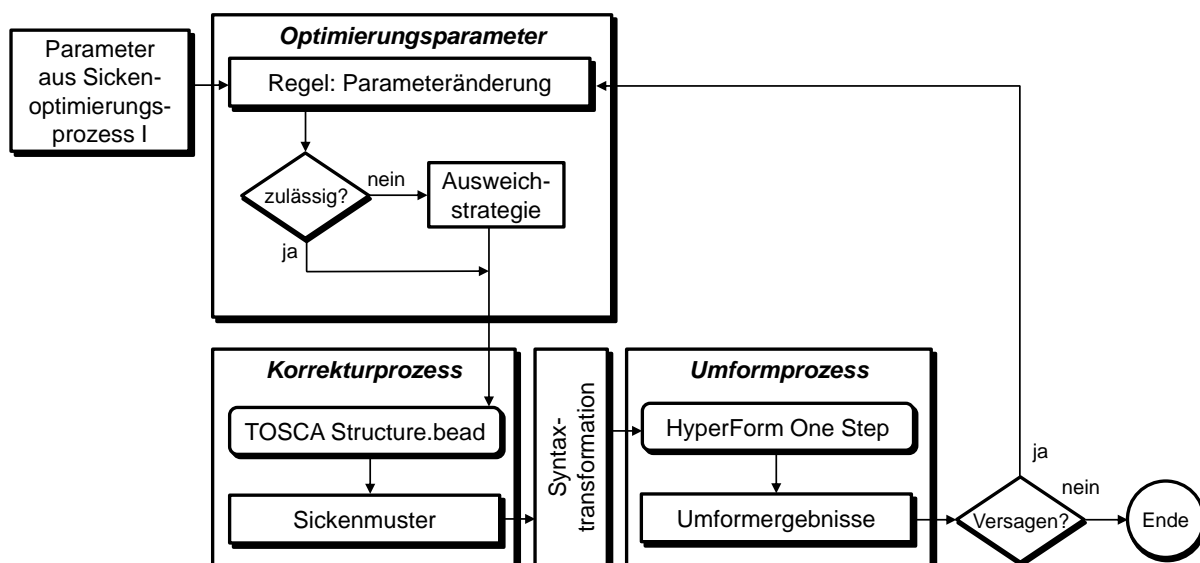 Parameter
aus Sicken-
optimierungs-
prozess I
Optimierungsparameter
Regel: Parameteränderung
zulässig?
nein
Ausweich-
strategie
ja
Korrekturprozess
TOSCA Structure.bead
Sickenmuster
Syntax-
transformation
Umformprozess
HyperForm One Step
Umformergebnisse
Versagen?
ja
nein
Ende